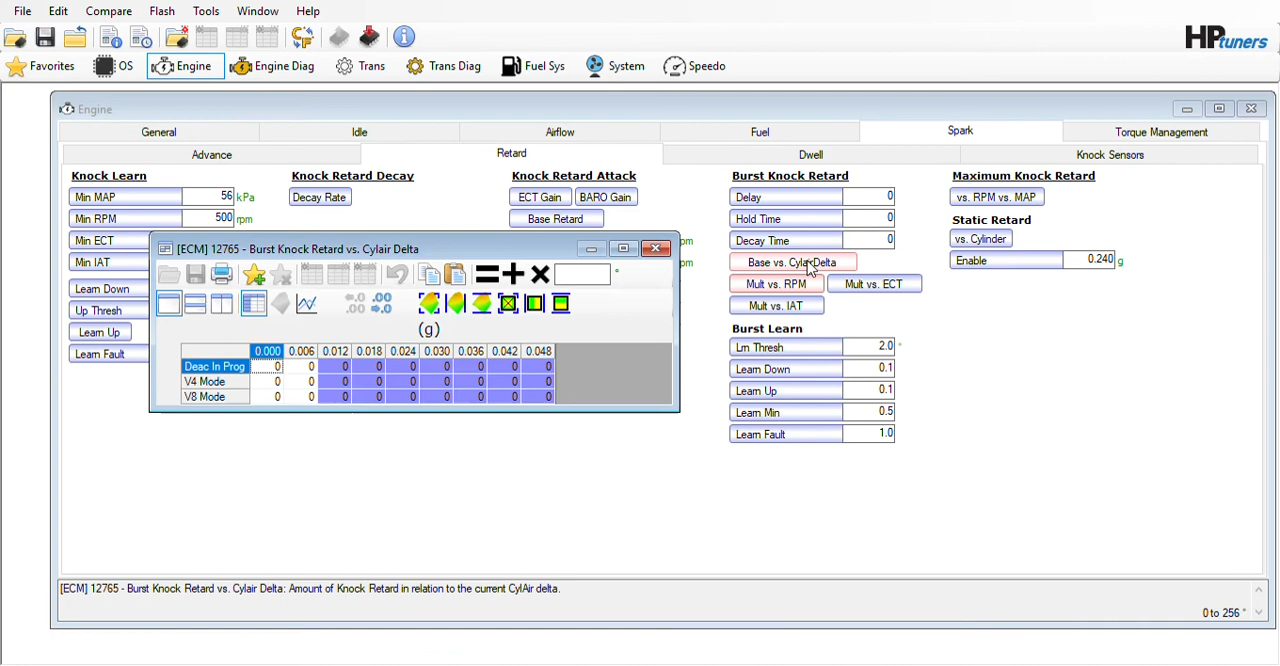 File Edit Compare Flash Tools Window Help
HPtuners
Favorites OS Engine Engine Diag Trans Trans Diag Fuel Sys System Speedo
Engine
General Idle Airflow Fuel Spark Torque Management
Advance Retard Dwell Knock Sensors
Knock Learn Knock Retard Decay Knock Retard Attack Burst Knock Retard Maximum Knock Retard
Min MAP 56 kPa Decay Rate ECT Gain BARO Gain Delay 0 vs. RPM vs. MAP
Min RPM 500 rpm Base Retard Hold Time 0 Static Retard
Min ECT pm Decay Time 0 vs. Cylinder
Min IAT pm Base vs. Cylair Delta Enable 0.240 g
Learn Down Mult vs. RPM Mult vs. ECT
Up Thresh Mult vs. IAT
Learn Up Burst Learn
Learn Fault Lrn Thresh 2.0 °
Learn Down 0.1
Learn Up 0.1
Learn Min 0.5
Learn Fault 1.0
[ECM] 12765 - Burst Knock Retard vs. Cylair Delta
°
←.0 .00
.00 →.0
(g)
0.000 0.006 0.012 0.018 0.024 0.030 0.036 0.042 0.048
Deac In Prog 0 0 0 0 0 0 0 0 0
V4 Mode 0 0 0 0 0 0 0 0 0
V8 Mode 0 0 0 0 0 0 0 0 0
[ECM] 12765 - Burst Knock Retard vs. Cylair Delta: Amount of Knock Retard in relation to the current CylAir delta.
0 to 256 °